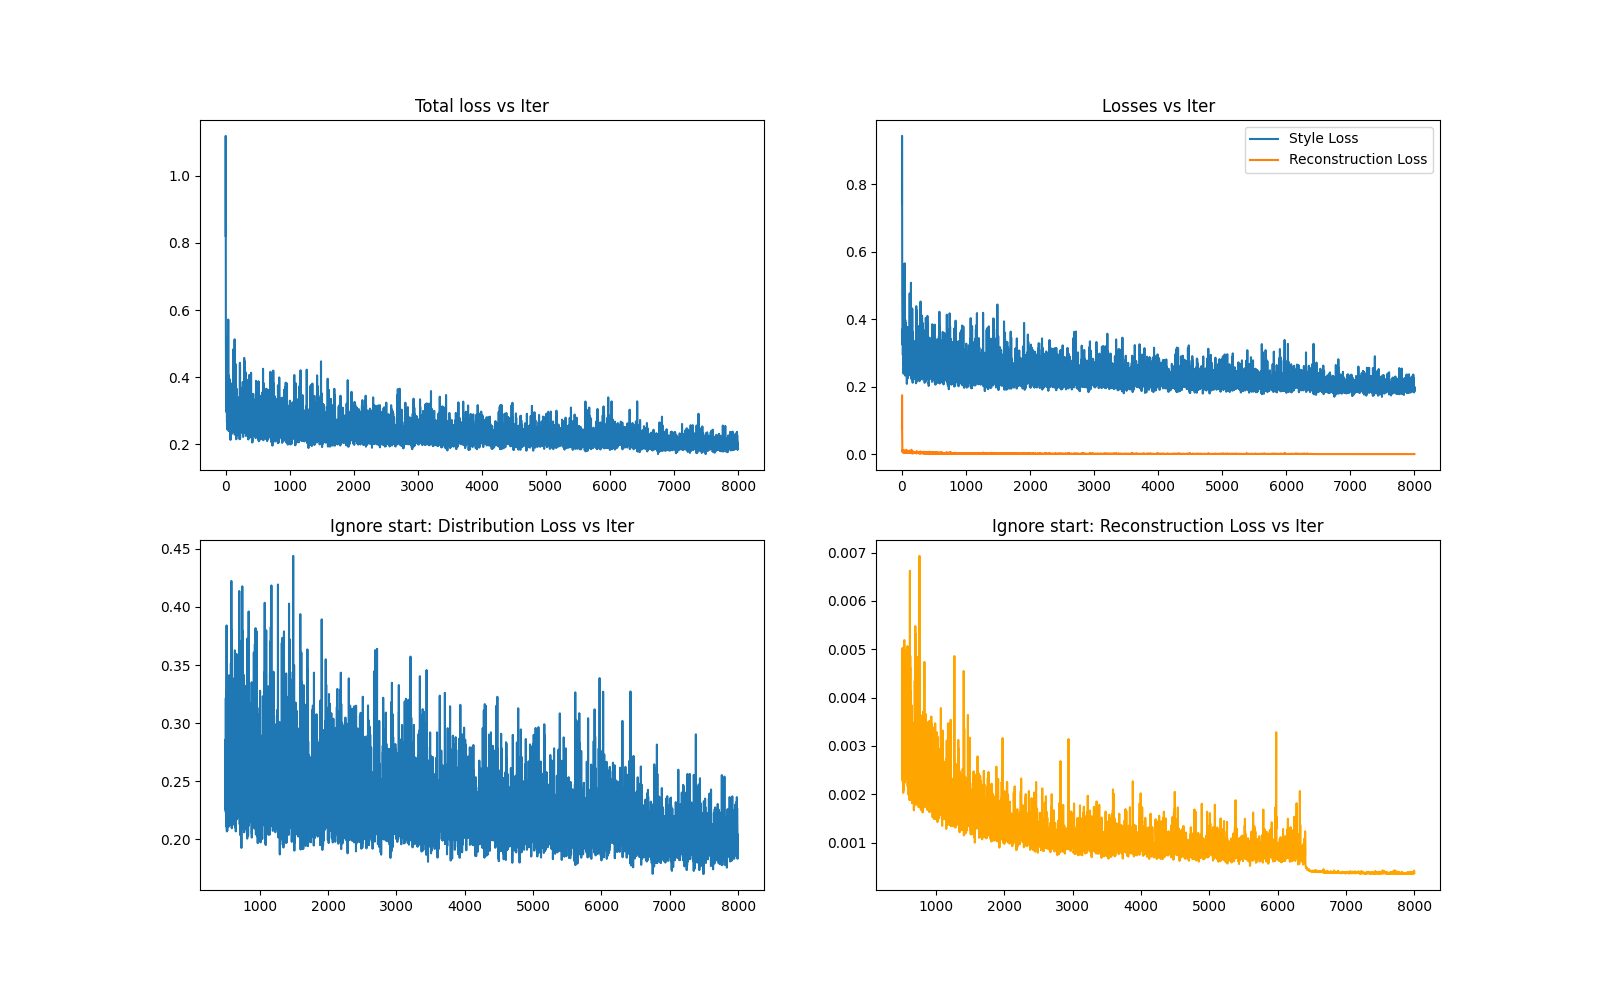 Total loss vs Iter
1.0
0.8
0.6
0.4
0.2
0 1000 2000 3000 4000 5000 6000 7000 8000
Losses vs Iter
Style Loss
Reconstruction Loss
0.8
0.6
0.4
0.2
0.0
0 1000 2000 3000 4000 5000 6000 7000 8000
Ignore start: Distribution Loss vs Iter
0.45
0.40
0.35
0.30
0.25
0.20
1000 2000 3000 4000 5000 6000 7000 8000
Ignore start: Reconstruction Loss vs Iter
0.007
0.006
0.005
0.004
0.003
0.002
0.001
1000 2000 3000 4000 5000 6000 7000 8000